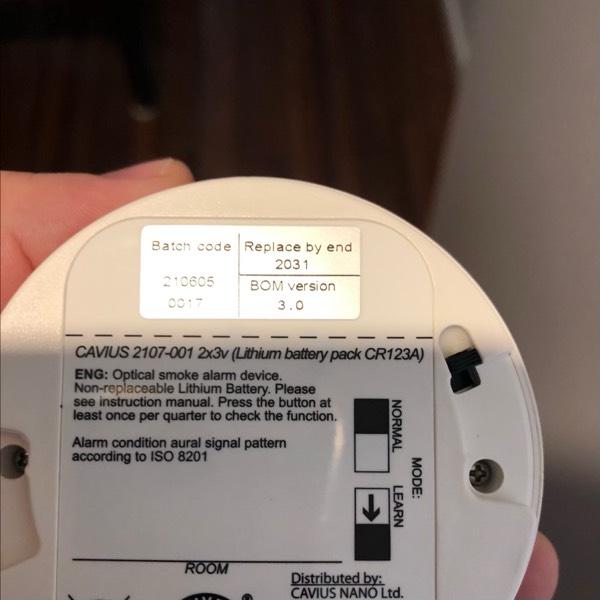 Batch code
210605
0017
Replace by end
2031
BOM version
3.0
CAVIUS 2107-001 2x3v (Lithium battery pack CR123A)
ENG: Optical smoke alarm device.
Non-replaceable Lithium Battery. Please
see instruction manual. Press the button at
least once per quarter to check the function.
Alarm condition aural signal pattern
according to ISO 8201
NORMAL
MODE:
LEARN
ROOM
Distributed by:
CAVIUS NANO Ltd.